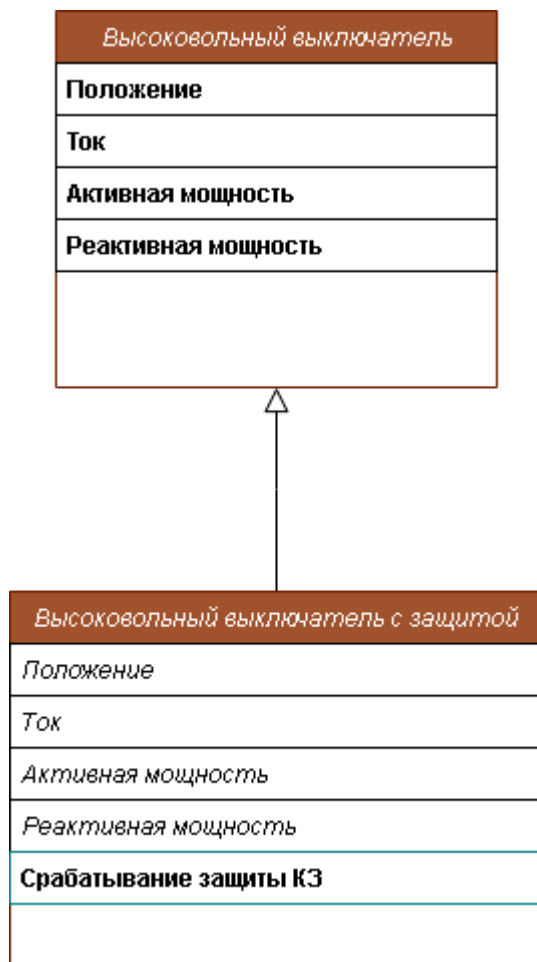 Высоковольный выключатель
Положение
Ток
Активная мощность
Реактивная мощность
Высоковольный выключатель с защитой
Положение
Ток
Активная мощность
Реактивная мощность
Срабатывание защиты КЗ